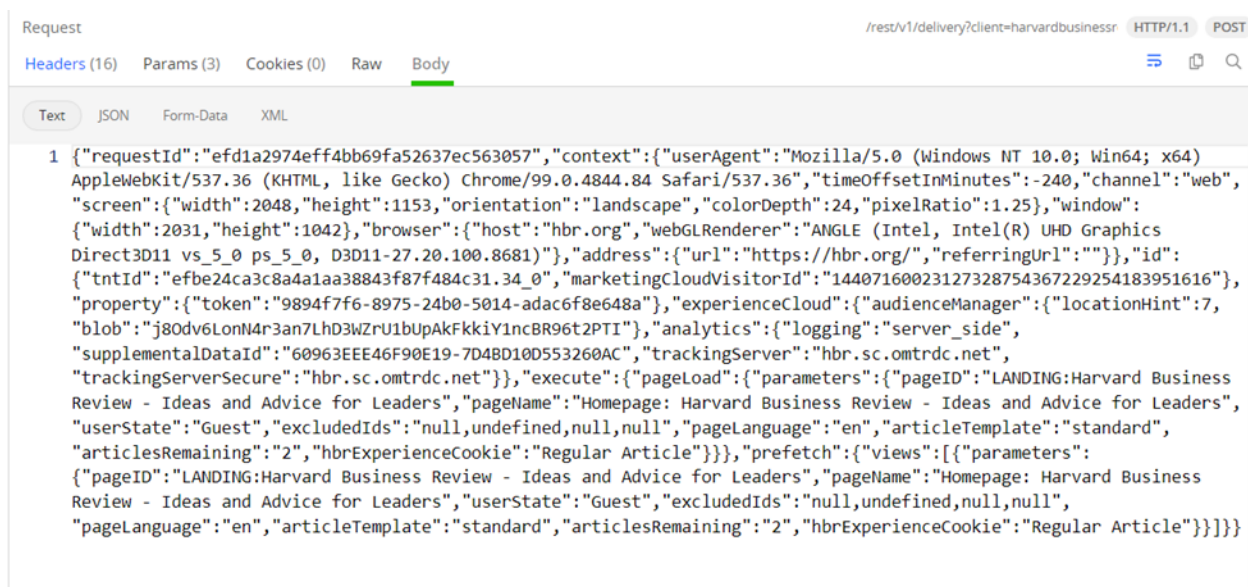 Request
/rest/v1/delivery?client=harvardbusinessr HTTP/1.1 POST
Headers (16) Params (3) Cookies (0) Raw Body
Text JSON Form-Data XML
1 {"requestId":"efd1a2974eff4bb69fa52637ec563057","context":{"userAgent":"Mozilla/5.0 (Windows NT 10.0; Win64; x64)
AppleWebKit/537.36 (KHTML, like Gecko) Chrome/99.0.4844.84 Safari/537.36","timeOffsetInMinutes":-240,"channel":"web",
"screen":{"width":2048,"height":1153,"orientation":"landscape","colorDepth":24,"pixelRatio":1.25},"window":
{"width":2031,"height":1042},"browser":{"host":"hbr.org","webGLRenderer":"ANGLE (Intel, Intel(R) UHD Graphics
Direct3D11 vs_5_0 ps_5_0, D3D11-27.20.100.8681)"},"address":{"url":"https://hbr.org/","referringUrl":""}},"id":
{"tntId":"efbe24ca3c8a4a1aa38843f87f484c31.34_0","marketingCloudVisitorId":"14407160023127328754367229254183951616"},
"property":{"token":"9894f7f6-8975-24b0-5014-adac6f8e648a"},"experienceCloud":{"audienceManager":{"locationHint":7,
"blob":"j8Odv6LonN4r3an7LhD3WZrU1bUpAkFkkiY1ncBR96t2PTI"},"analytics":{"logging":"server_side",
"supplementalDataId":"60963EEE46F90E19-7D4BD10D553260AC","trackingServer":"hbr.sc.omtrdc.net",
"trackingServerSecure":"hbr.sc.omtrdc.net"}},"execute":{"pageLoad":{"parameters":{"pageID":"LANDING:Harvard Business
Review - Ideas and Advice for Leaders","pageName":"Homepage: Harvard Business Review - Ideas and Advice for Leaders",
"userState":"Guest","excludedIds":"null,undefined,null,null","pageLanguage":"en","articleTemplate":"standard",
"articlesRemaining":"2","hbrExperienceCookie":"Regular Article"}}},"prefetch":{"views":[{"parameters":
{"pageID":"LANDING:Harvard Business Review - Ideas and Advice for Leaders","pageName":"Homepage: Harvard Business
Review - Ideas and Advice for Leaders","userState":"Guest","excludedIds":"null,undefined,null,null",
"pageLanguage":"en","articleTemplate":"standard","articlesRemaining":"2","hbrExperienceCookie":"Regular Article"}}]}}